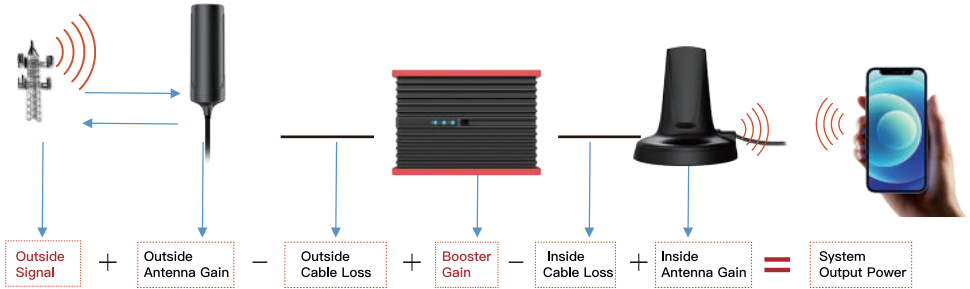 Outside
Signal
+
Outside
Antenna Gain
−
Outside
Cable Loss
+
Booster
Gain
−
Inside
Cable Loss
+
Inside
Antenna Gain
=
System
Output Power